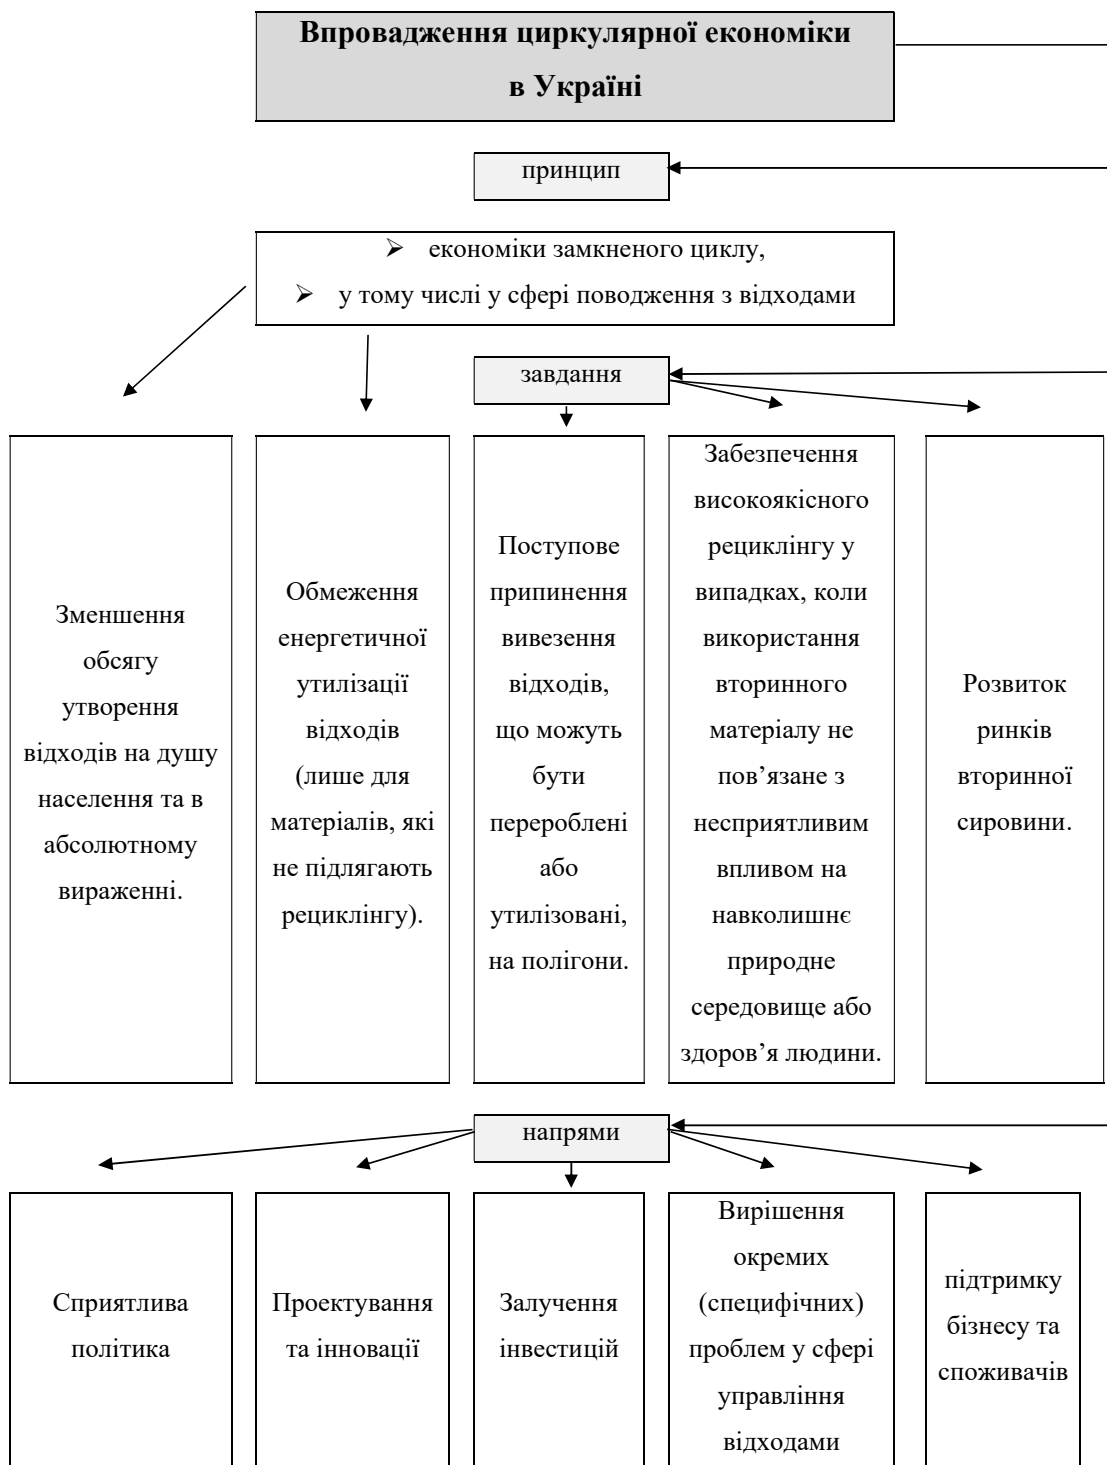 Впровадження циркулярної економіки
в Україні
принцип
➢ економіки замкненого циклу,
➢ у тому числі у сфері поводження з відходами
завдання
Зменшення
обсягу
утворення
відходів на душу
населення та в
абсолютному
вираженні.
Обмеження
енергетичної
утилізації
відходів
(лише для
матеріалів, які
не підлягають
рециклінгу).
Поступове
припинення
вивезення
відходів,
що можуть
бути
перероблені
або
утилізовані,
на полігони.
Забезпечення
високоякісного
рециклінгу у
випадках, коли
використання
вторинного
матеріалу не
пов’язане з
несприятливим
впливом на
навколишнє
природне
середовище або
здоров’я людини.
Розвиток
ринків
вторинної
сировини.
напрями
Сприятлива
політика
Проектування
та інновації
Залучення
інвестицій
Вирішення
окремих
(специфічних)
проблем у сфері
управління
відходами
підтримку
бізнесу та
споживачів